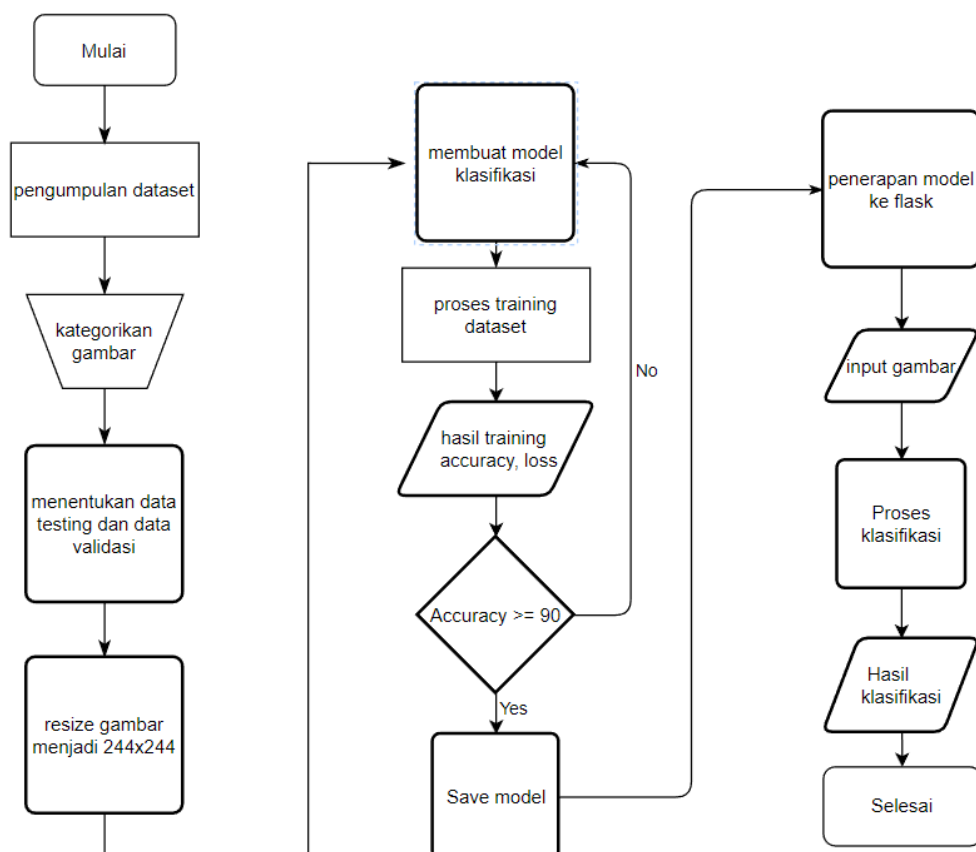 Mulai
pengumpulan dataset
kategorikan
gambar
menentukan data
testing dan data
validasi
resize gambar
menjadi 244x244
membuat model
klasifikasi
proses training
dataset
hasil training
accuracy, loss
Accuracy >= 90
No
Yes
Save model
penerapan model
ke flask
input gambar
Proses
klasifikasi
Hasil
klasifikasi
Selesai